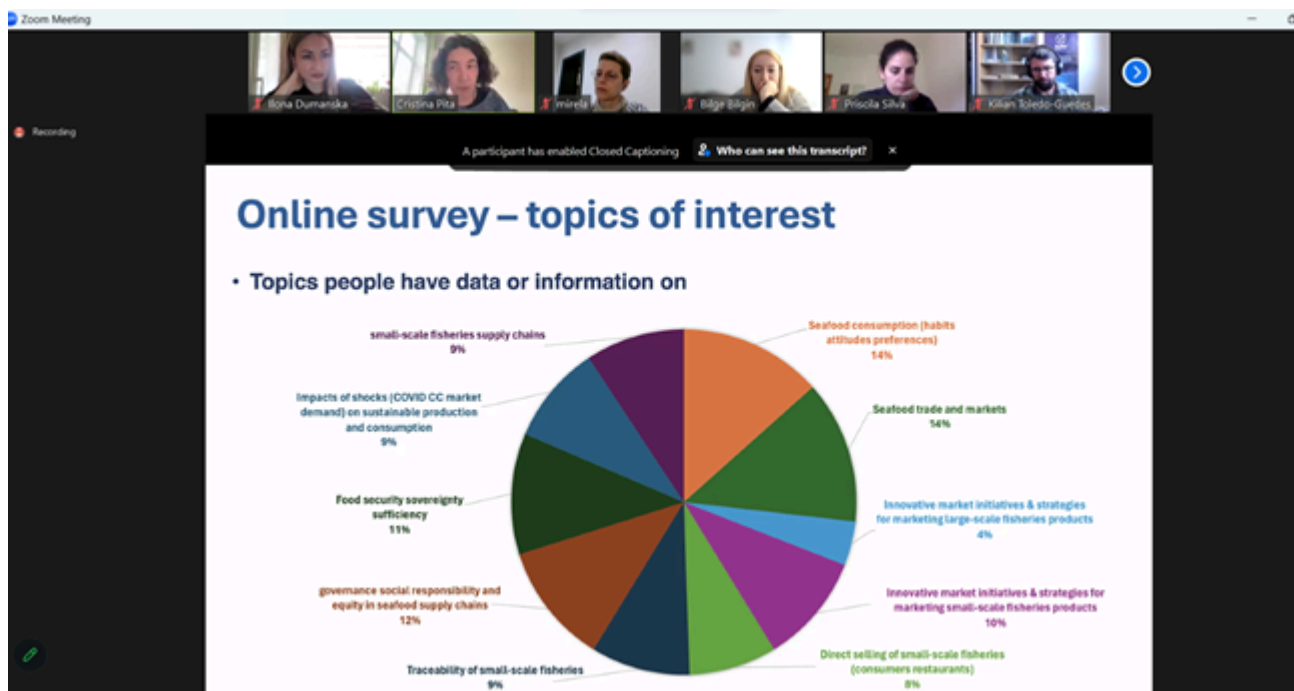 Zoom Meeting
Ilona Dumanska
Cristina Pita
mirela
Bilge Bilgin
Priscila Silva
Kilian Toledo-Guedes
Recording
A participant has enabled Closed Captioning
Who can see this transcript?
Online survey – topics of interest
• Topics people have data or information on
small-scale fisheries supply chains
9%
Seafood consumption (habits
attitudes preferences)
14%
Impacts of shocks (COVID CC market
demand) on sustainable production
and consumption
9%
Seafood trade and markets
14%
Food security sovereignty
sufficiency
11%
Innovative market initiatives & strategies
for marketing large-scale fisheries products
4%
governance social responsibility and
equity in seafood supply chains
12%
Innovative market initiatives & strategies for
marketing small-scale fisheries products
10%
Traceability of small-scale fisheries
9%
Direct selling of small-scale fisheries
(consumers restaurants)
8%